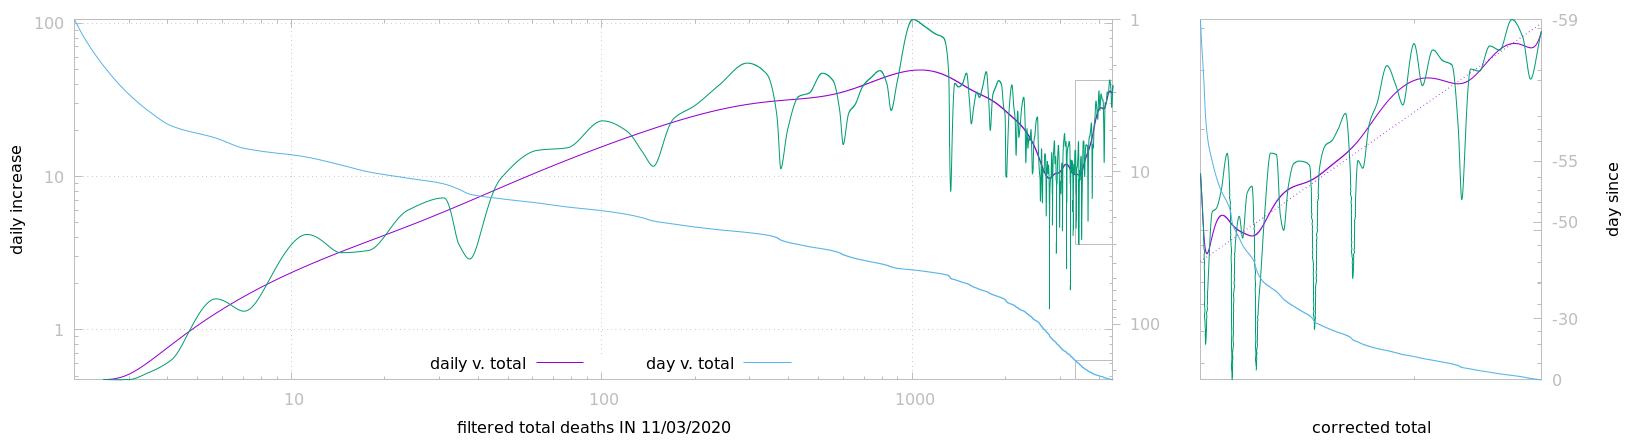 100
10
1
daily increase
daily v. total
day v. total
10
100
1000
filtered total deaths IN 11/03/2020
1
10
100
-59
-55
-50
-30
0
day since
corrected total